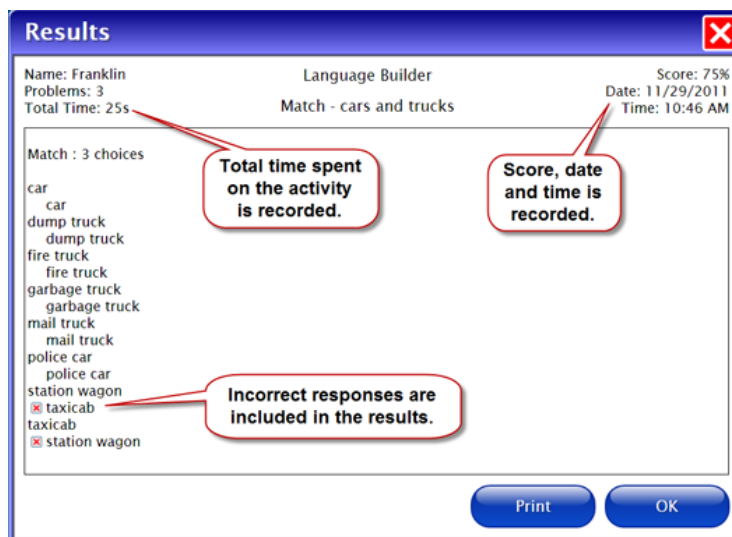 Results
Name: Franklin
Problems: 3
Total Time: 25s
Language Builder
Match - cars and trucks
Score: 75%
Date: 11/29/2011
Time: 10:46 AM
Match : 3 choices
Total time spent
on the activity
is recorded.
Score, date
and time is
recorded.
car
car
dump truck
dump truck
fire truck
fire truck
garbage truck
garbage truck
mail truck
mail truck
police car
police car
station wagon
taxicab
taxicab
station wagon
Incorrect responses are
included in the results.
Print
OK